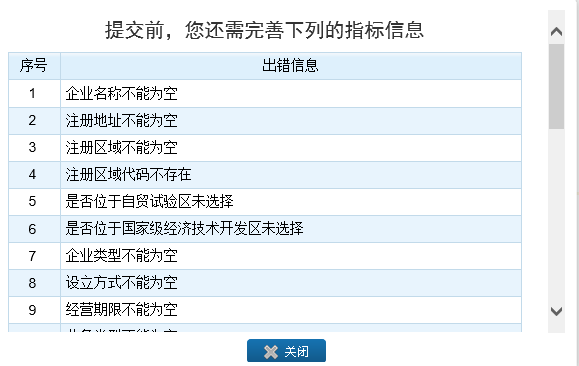 提交前，您还需完善下列的指标信息
序号 出错信息
1 企业名称不能为空
2 注册地址不能为空
3 注册区域不能为空
4 注册区域代码不存在
5 是否位于自贸试验区未选择
6 是否位于国家级经济技术开发区未选择
7 企业类型不能为空
8 设立方式不能为空
9 经营期限不能为空
关闭